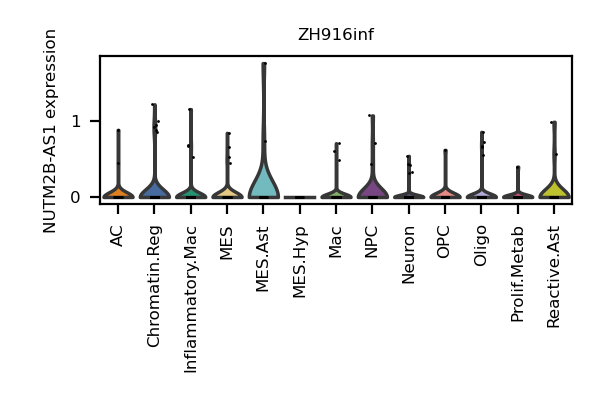 ZH916inf
NUTM2B-AS1 expression
1
0
AC
Chromatin.Reg
Inflammatory.Mac
MES
MES.Ast
MES.Hyp
Mac
NPC
Neuron
OPC
Oligo
Prolif.Metab
Reactive.Ast